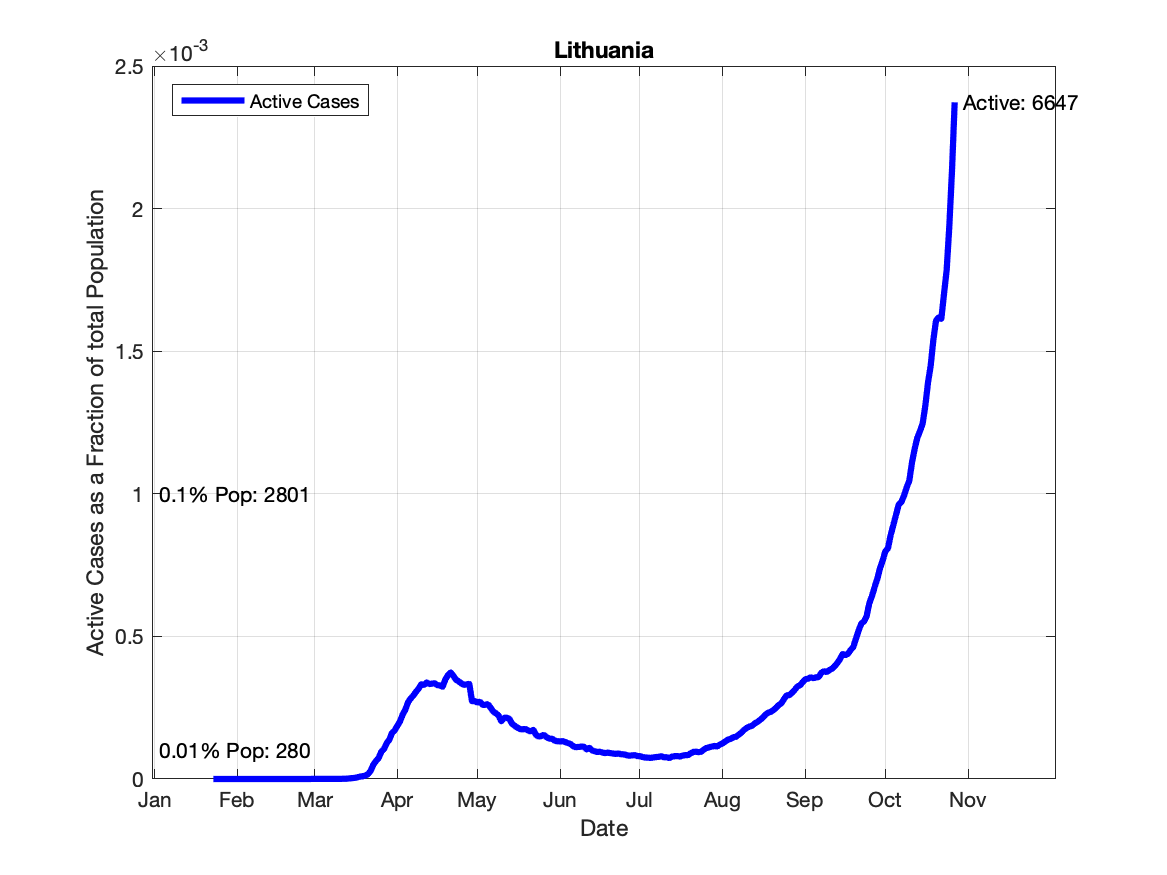 Lithuania
×10-3
2.5
2
1.5
1
0.5
0
Active Cases as a Fraction of total Population
Active Cases
Active: 6647
0.1% Pop: 2801
0.01% Pop: 280
Jan Feb Mar Apr May Jun Jul Aug Sep Oct Nov
Date